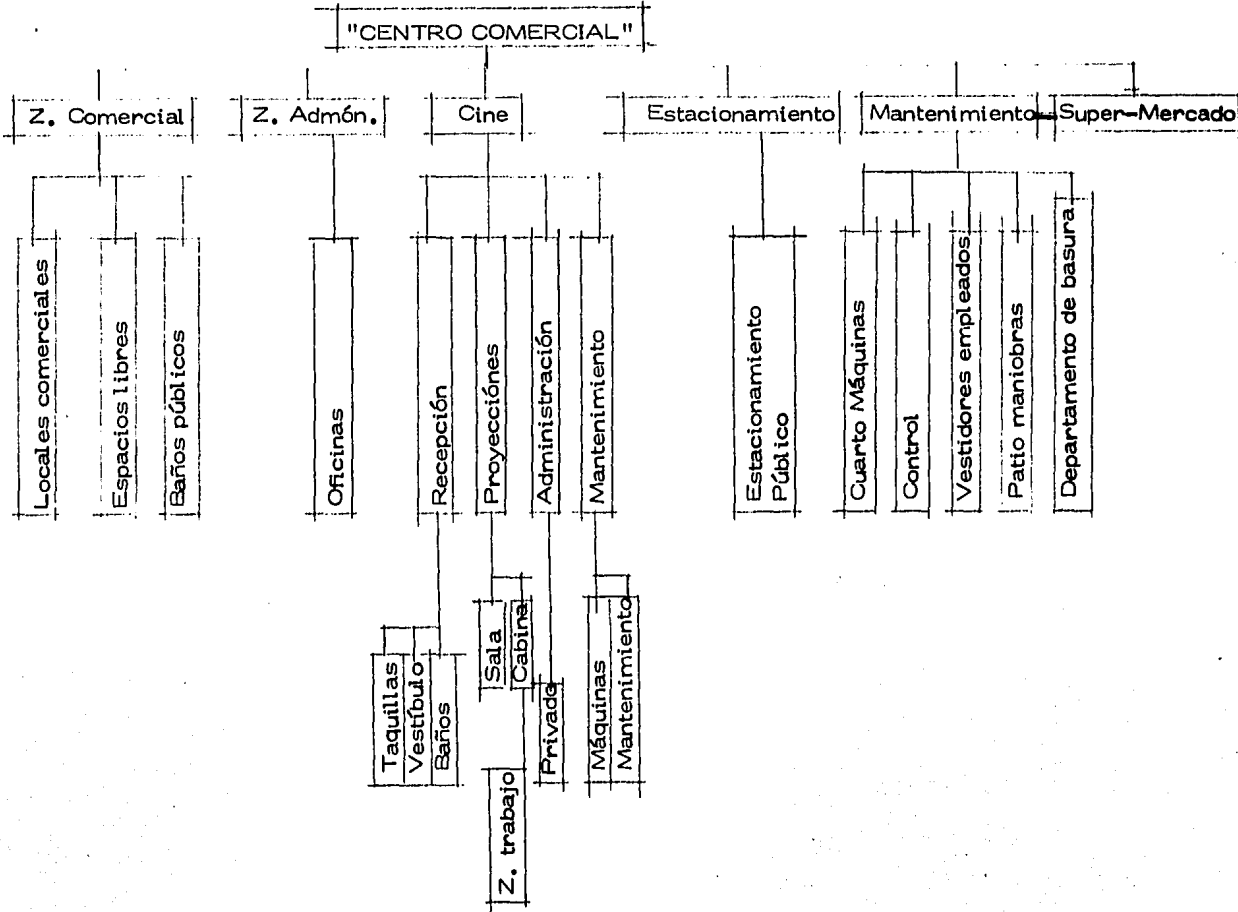 "CENTRO COMERCIAL"
Z. Comercial
Z. Admón.
Cine
Estacionamiento
Mantenimiento
Super-Mercado
Locales comerciales
Espacios libres
Baños públicos
Oficinas
Recepción
Proyecciónes
Administración
Mantenimiento
Estacionamiento
Público
Cuarto Máquinas
Control
Vestidores empleados
Patio maniobras
Departamento de basura
Taquillas
Vestíbulo
Baños
Sala
Cabina
Privado
Máquinas
Mantenimiento
Z. trabajo